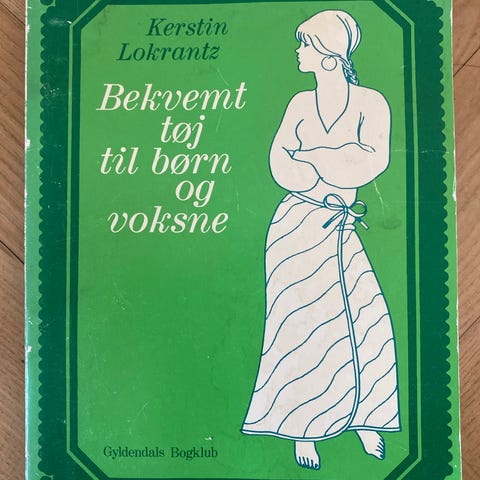 Kerstin
Lokrantz
Bekvemt
tøj
til børn
og
voksne
Gyldendals Bogklub